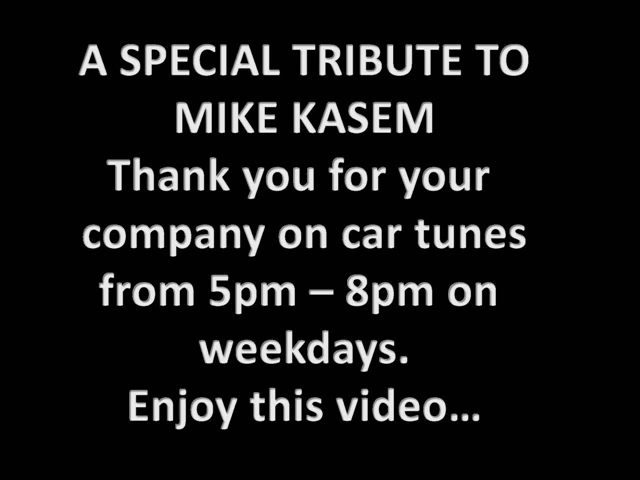 A SPECIAL TRIBUTE TO
MIKE KASEM
Thank you for your
company on car tunes
from 5pm – 8pm on
weekdays.
Enjoy this video…